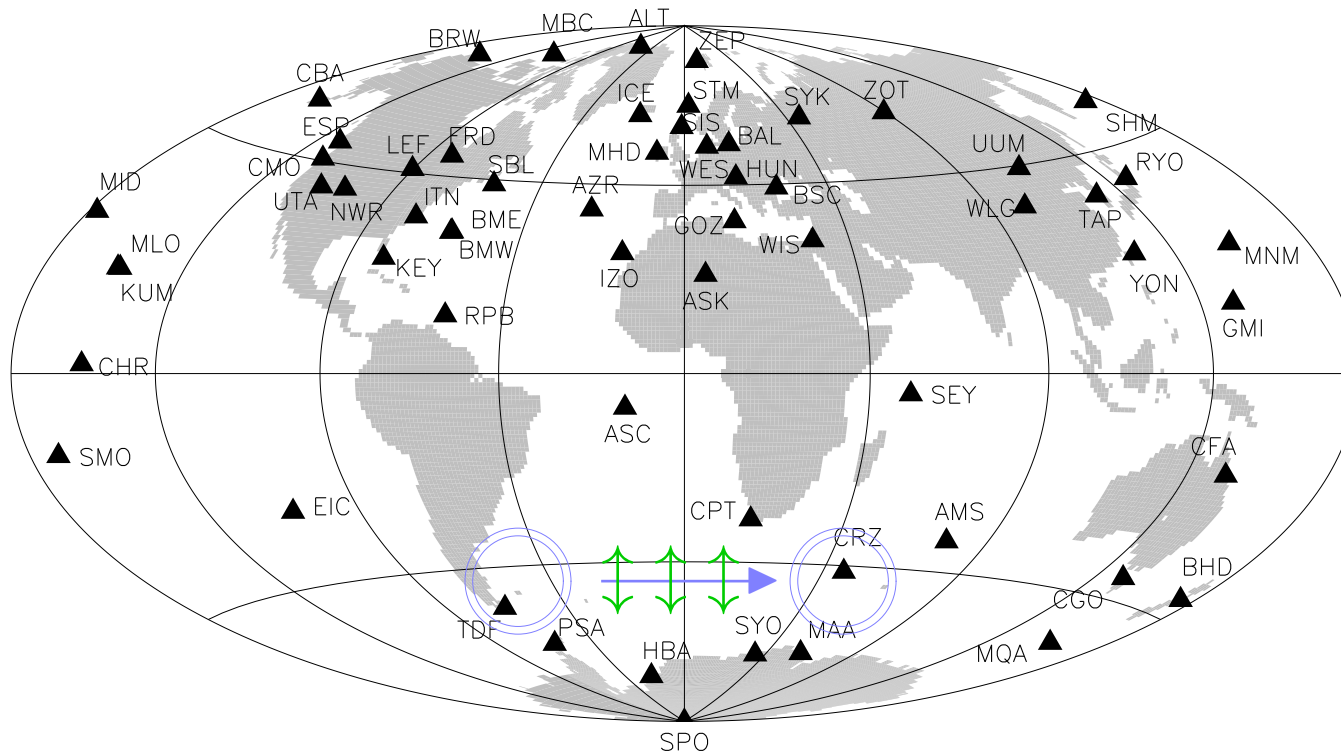 ALT
MBC
BRW
ZEP
CBA
ICE
STM
SYK
ZOT
SHM
ESP
SIS
LEF
FRD
BAL
CMO
MHD
UUM
SBL
WES
HUN
RYO
UTA
NWR
ITN
AZR
BSC
MID
WLG
TAP
BME
GOZ
BMW
WIS
MLO
KEY
IZO
YON
MNM
KUM
ASK
RPB
GMI
CHR
SEY
ASC
SMO
CFA
EIC
CPT
AMS
CRZ
BHD
CGO
TDF
PSA
SYO
MAA
HBA
MQA
SPO